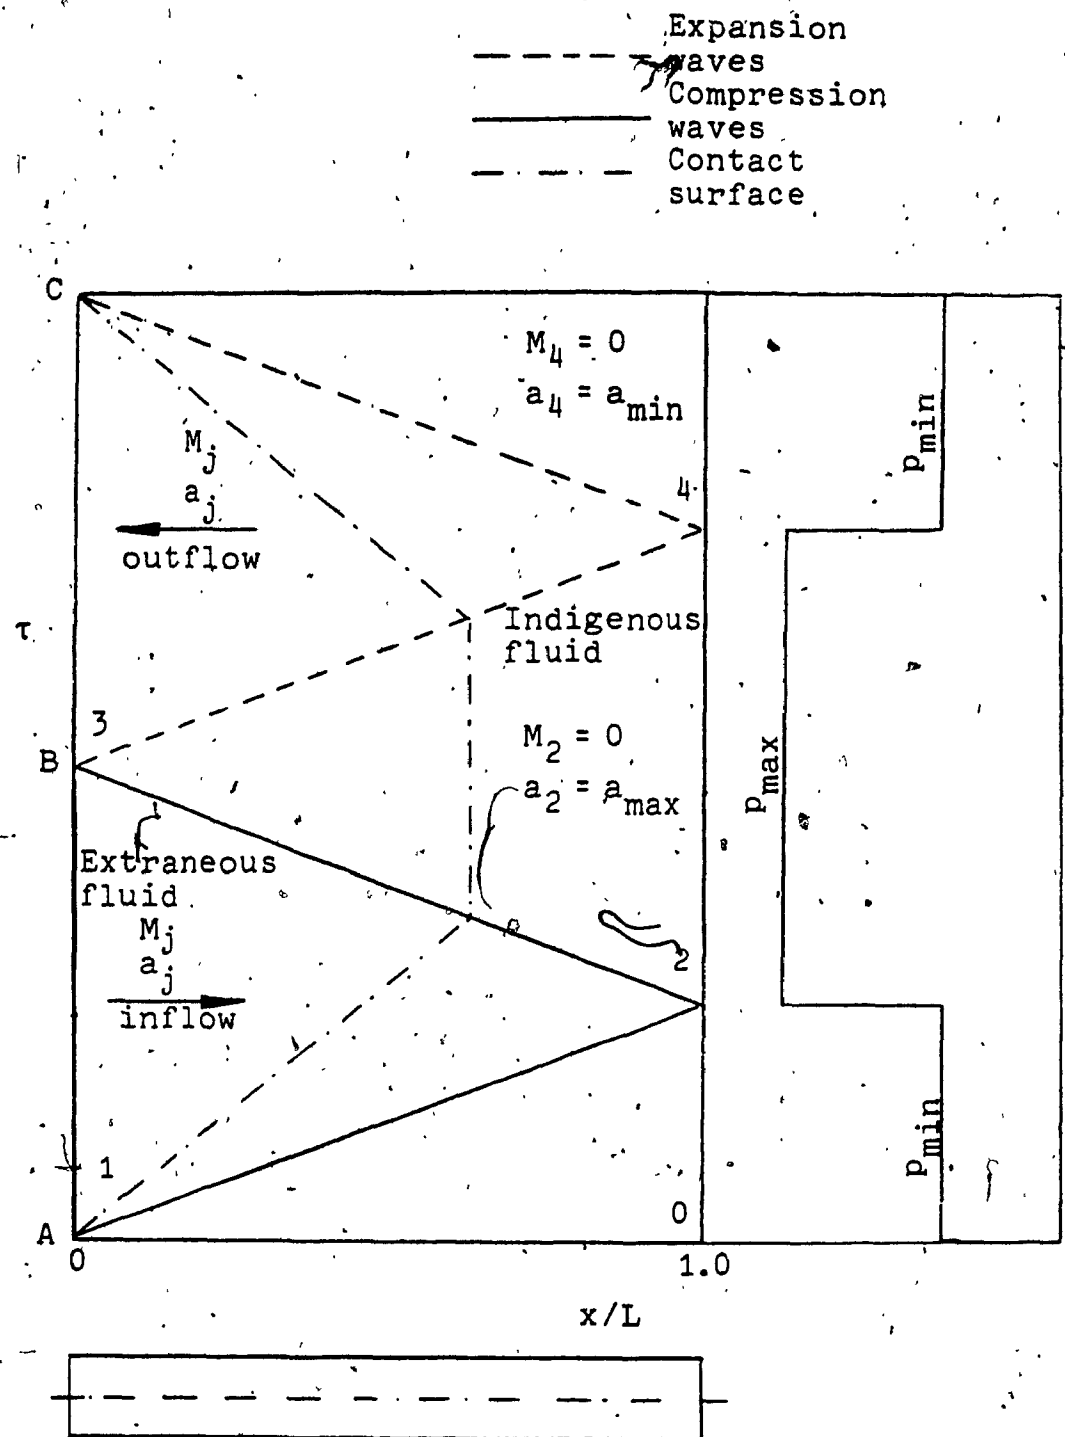 Expansion
waves
Compression
waves
Contact
surface
C
M4 = 0
a4 = amin
Mj
aj
outflow
4
pmin
τ
Indigenous
fluid
3
B
M2 = 0
a2 = amax
pmax
Extraneous
fluid
Mj
aj
inflow
2
1
pmin
0
A
0
1.0
x/L